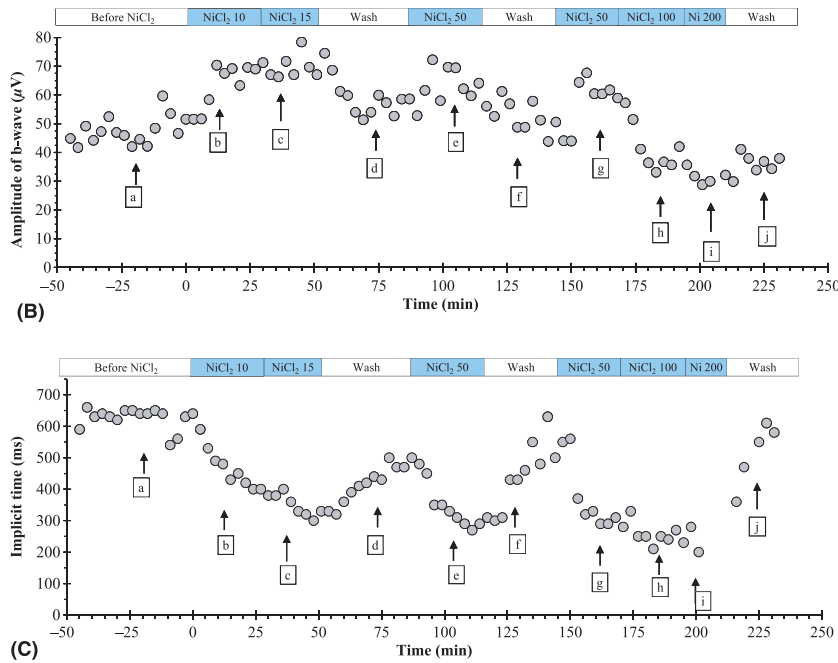 Before NiCl₂ NiCl₂ 10 NiCl₂ 15 Wash NiCl₂ 50 Wash NiCl₂ 50 NiCl₂ 100 Ni 200 Wash
Amplitude of b-wave (µV)
80
70
60
50
40
30
20
10
0
a
b
c
d
e
f
g
h
i
j
–50 –25 0 25 50 75 100 125 150 175 200 225 250
Time (min)
(B)
Before NiCl₂ NiCl₂ 10 NiCl₂ 15 Wash NiCl₂ 50 Wash NiCl₂ 50 NiCl₂ 100 Ni 200 Wash
Implicit time (ms)
700
600
500
400
300
200
100
0
a
b
c
d
e
f
g
h
i
j
–50 –25 0 25 50 75 100 125 150 175 200 225 250
Time (min)
(C)